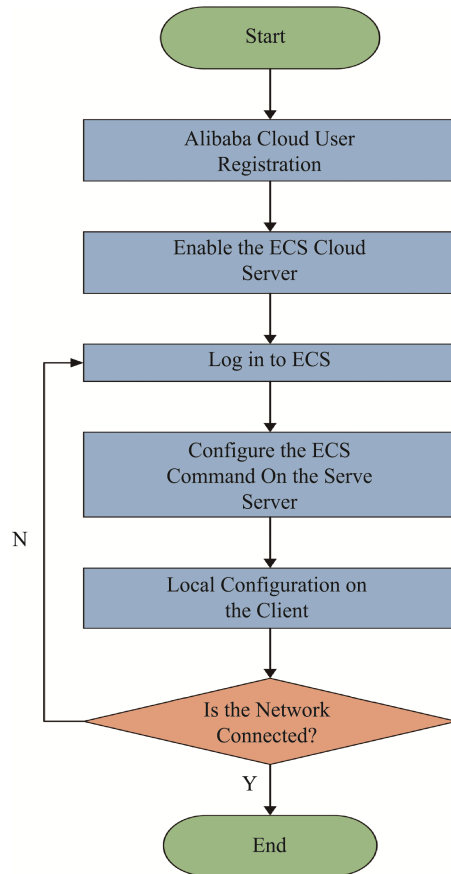 Start
Alibaba Cloud User
Registration
Enable the ECS Cloud
Server
Log in to ECS
Configure the ECS
Command On the Serve
Server
N
Local Configuration on
the Client
Is the Network
Connected?
Y
End